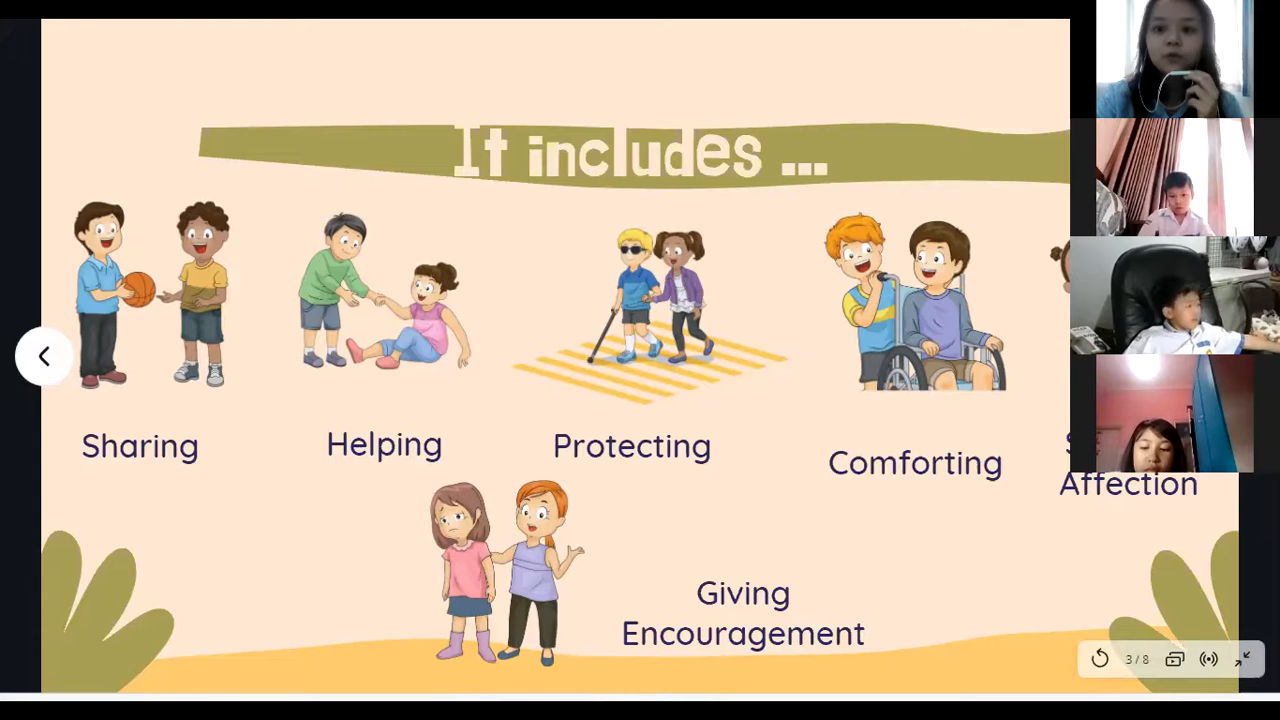 It includes ...
Sharing
Helping
Protecting
Comforting
Affection
Giving
Encouragement
3/8